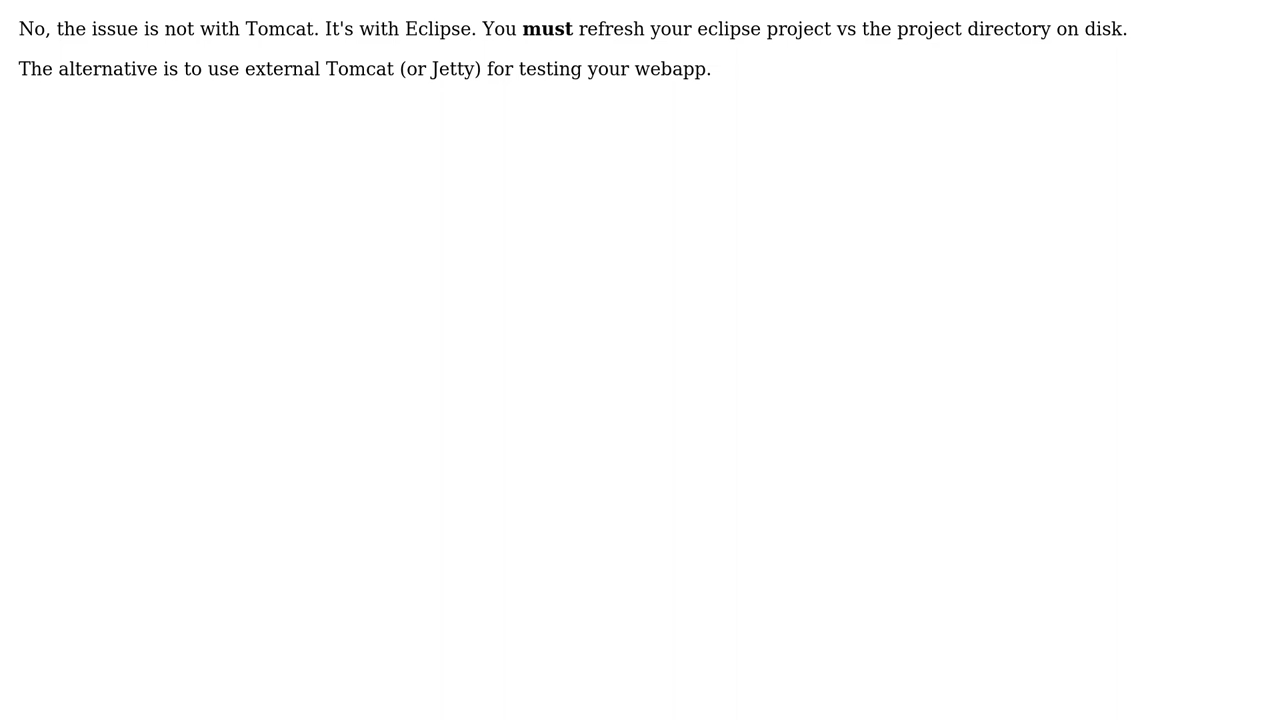 No, the issue is not with Tomcat. It's with Eclipse. You must refresh your eclipse project vs the project directory on disk.
The alternative is to use external Tomcat (or Jetty) for testing your webapp.